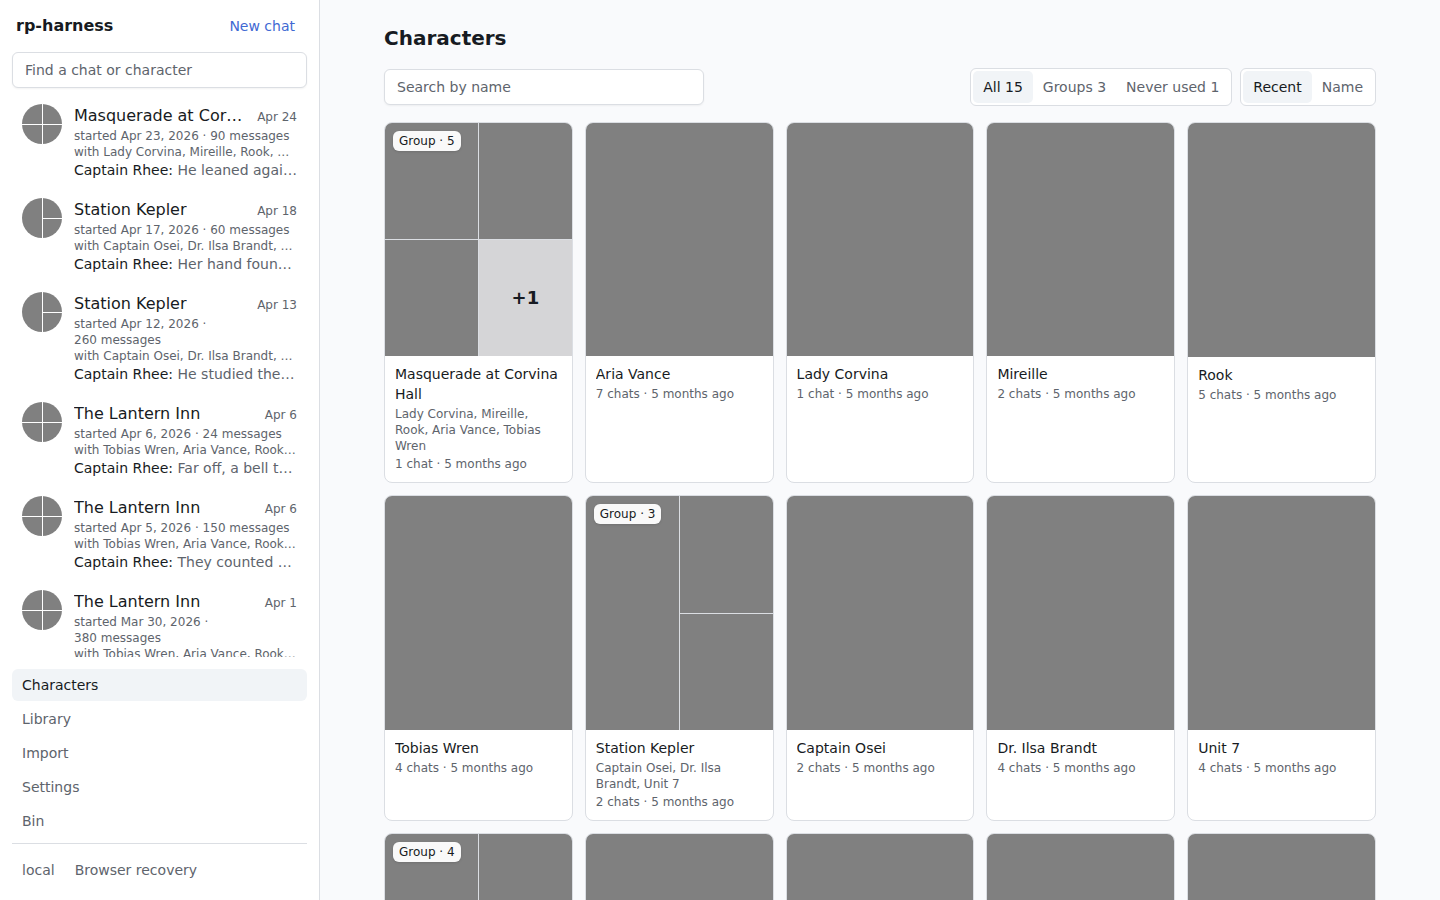 rp-harness
New chat
Find a chat or character
Masquerade at Cor…
Apr 24
started Apr 23, 2026 · 90 messages
with Lady Corvina, Mireille, Rook, …
Captain Rhee: He leaned agai…
Station Kepler
Apr 18
started Apr 17, 2026 · 60 messages
with Captain Osei, Dr. Ilsa Brandt, …
Captain Rhee: Her hand foun…
Station Kepler
Apr 13
started Apr 12, 2026 ·
260 messages
with Captain Osei, Dr. Ilsa Brandt, …
Captain Rhee: He studied the…
The Lantern Inn
Apr 6
started Apr 6, 2026 · 24 messages
with Tobias Wren, Aria Vance, Rook…
Captain Rhee: Far off, a bell t…
The Lantern Inn
Apr 6
started Apr 5, 2026 · 150 messages
with Tobias Wren, Aria Vance, Rook…
Captain Rhee: They counted …
The Lantern Inn
Apr 1
started Mar 30, 2026 ·
380 messages
with Tobias Wren, Aria Vance, Rook…
Characters
Library
Import
Settings
Bin
local
Browser recovery
Characters
Search by name
All 15
Groups 3
Never used 1
Recent
Name
Group · 5
+1
Masquerade at Corvina
Hall
Lady Corvina, Mireille,
Rook, Aria Vance, Tobias
Wren
1 chat · 5 months ago
Aria Vance
7 chats · 5 months ago
Lady Corvina
1 chat · 5 months ago
Mireille
2 chats · 5 months ago
Rook
5 chats · 5 months ago
Tobias Wren
4 chats · 5 months ago
Group · 3
Station Kepler
Captain Osei, Dr. Ilsa
Brandt, Unit 7
2 chats · 5 months ago
Captain Osei
2 chats · 5 months ago
Dr. Ilsa Brandt
4 chats · 5 months ago
Unit 7
4 chats · 5 months ago
Group · 4